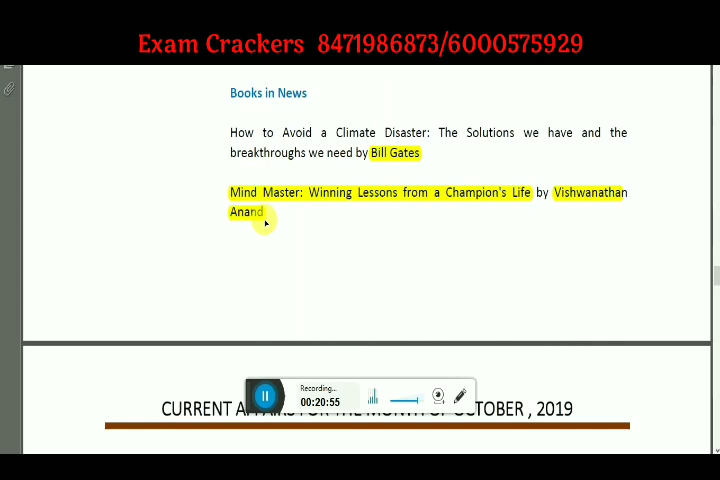 Exam Crackers 8471986873/6000575929
Books in News
How to Avoid a Climate Disaster: The Solutions we have and the
breakthroughs we need by Bill Gates
Mind Master: Winning Lessons from a Champion's Life by Vishwanathan
Anand
Recording...
00:20:55
CURRENT AFFAIRS FOR THE MONTH OF OCTOBER , 2019